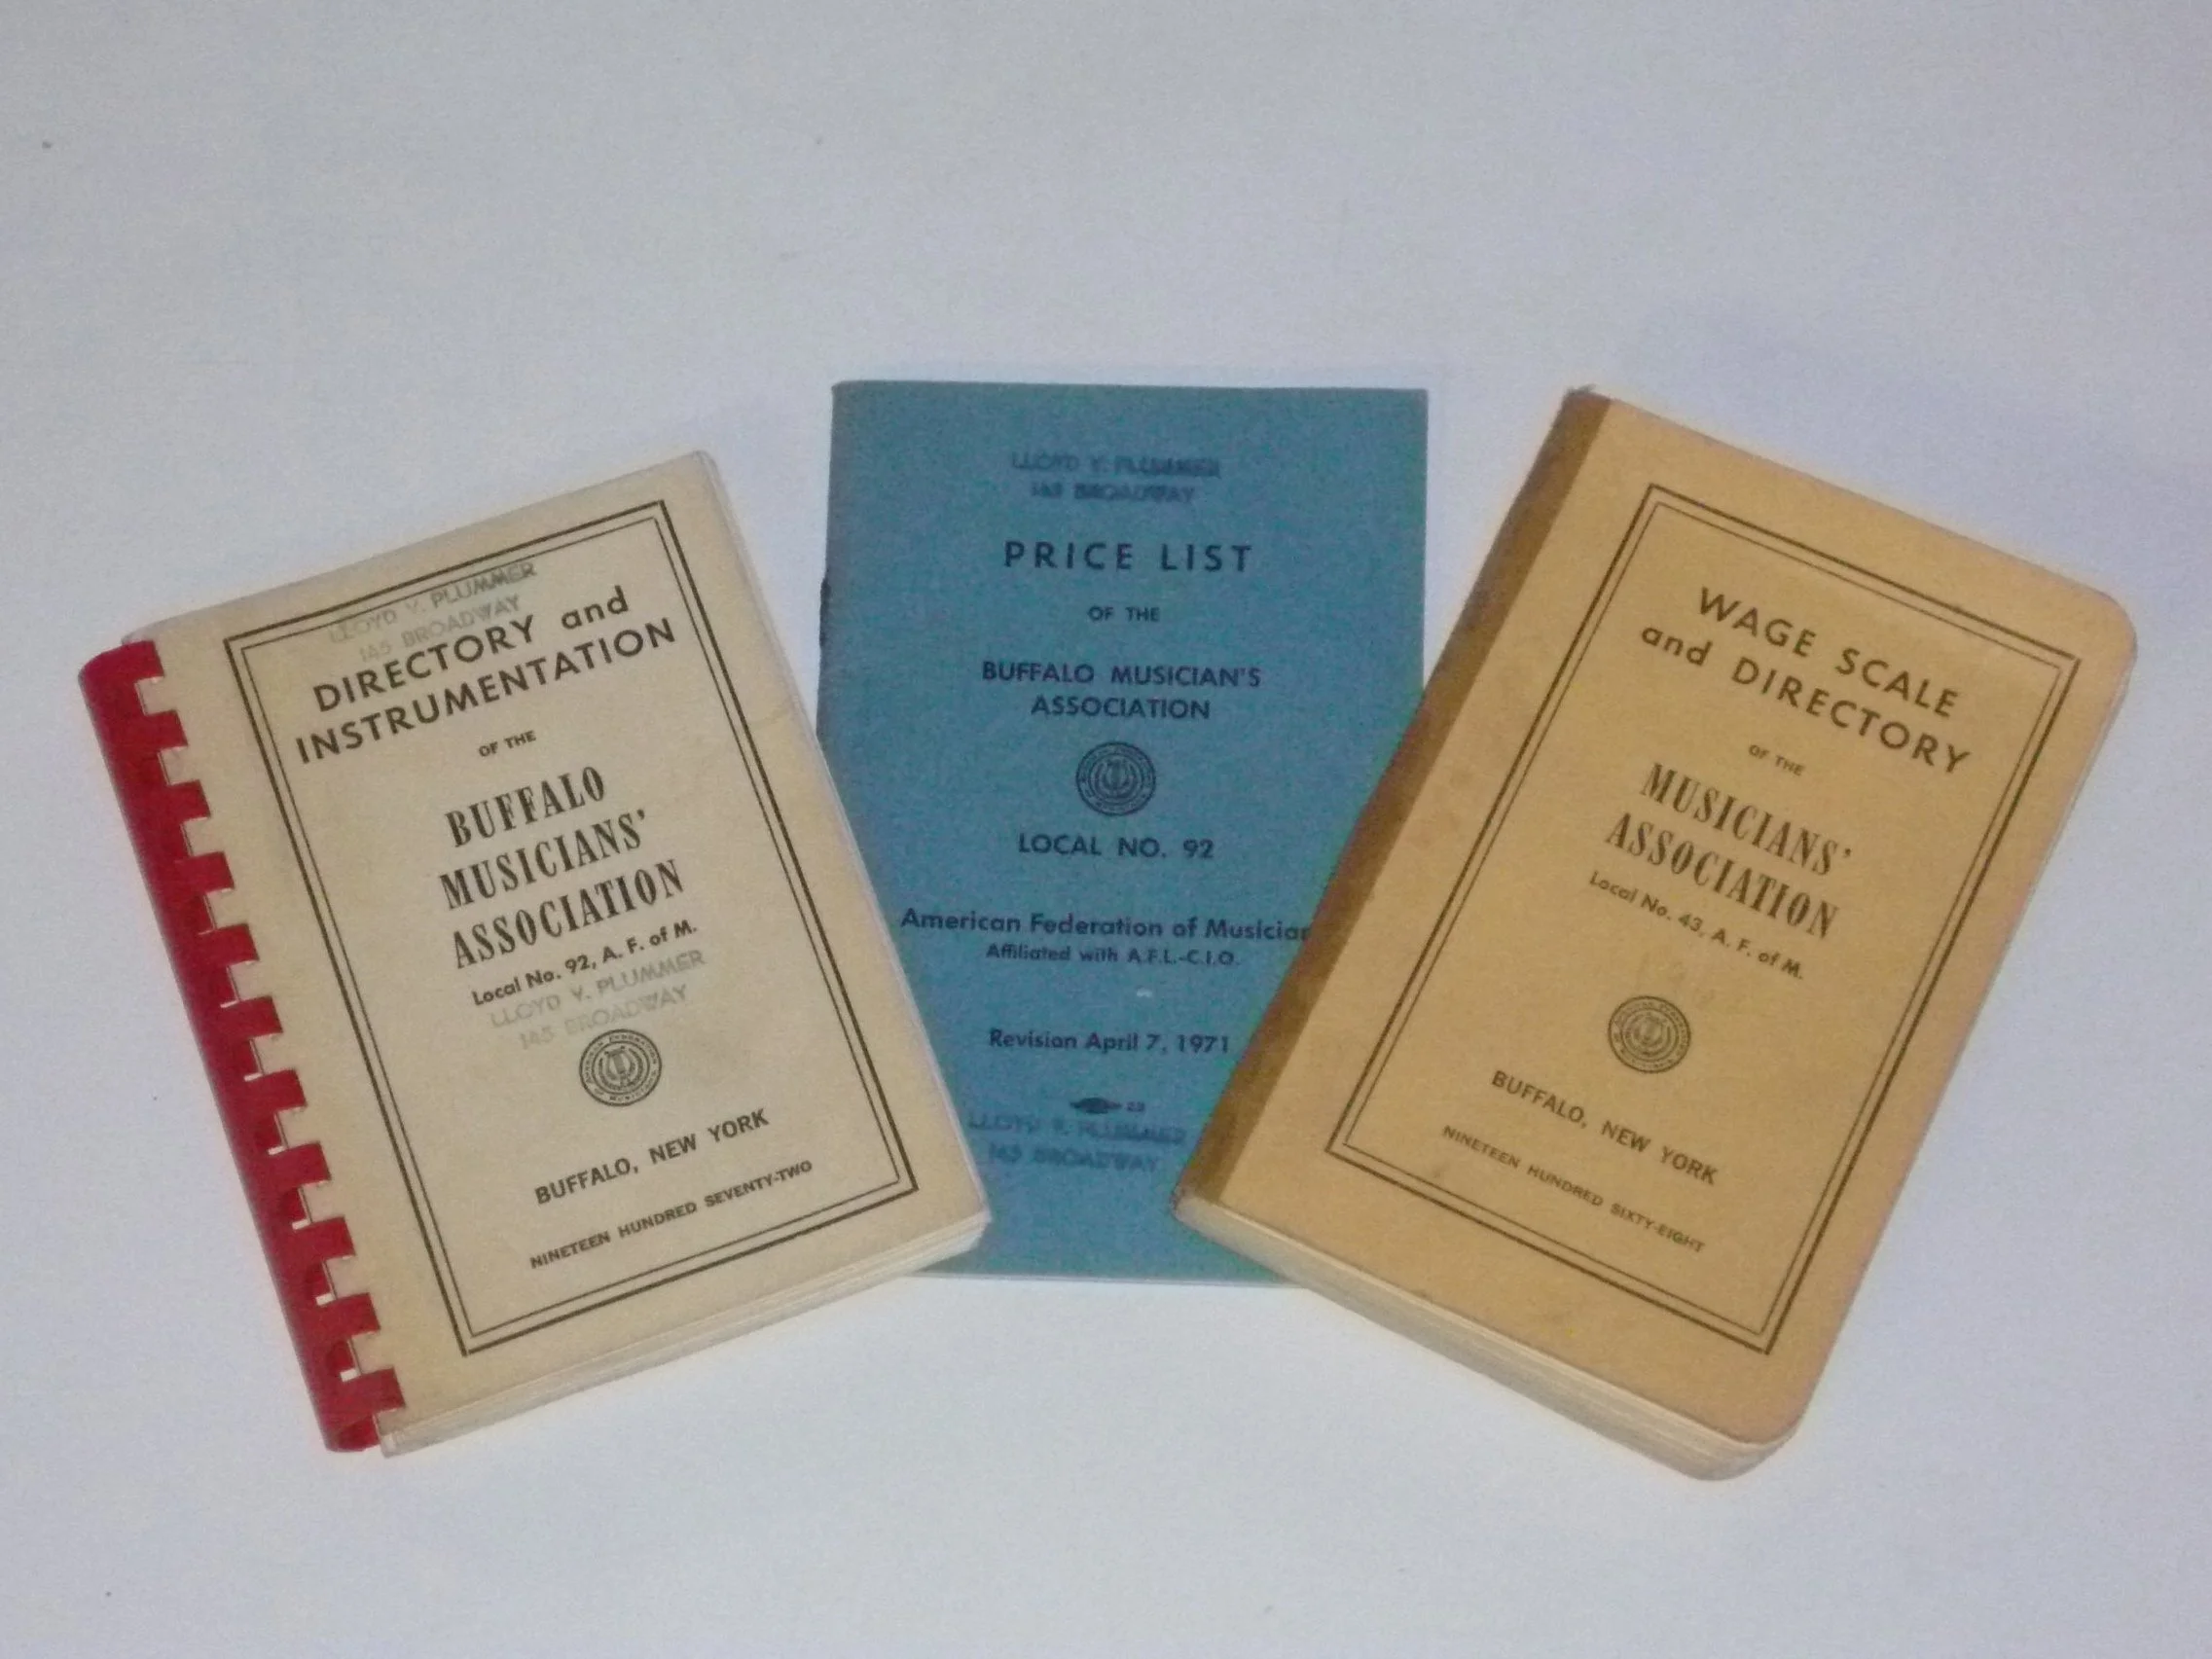 LLOYD Y. PLUMMER
145 BROADWAY
DIRECTORY and
INSTRUMENTATION
OF THE
BUFFALO
MUSICIANS'
ASSOCIATION
Local No. 92, A. F. of M.
LLOYD Y. PLUMMER
145 BROADWAY
BUFFALO, NEW YORK
NINETEEN HUNDRED SEVENTY-TWO
LLOYD Y. PLUMMER
145 BROADWAY
PRICE LIST
OF THE
BUFFALO MUSICIAN'S
ASSOCIATION
LOCAL NO. 92
American Federation of Musician
Affiliated with A.F.L.-C.I.O.
Revision April 7, 1971
LLOYD Y. PLUMMER
145 BROADWAY
WAGE SCALE
and DIRECTORY
OF THE
MUSICIANS'
ASSOCIATION
Local No. 43, A. F. of M.
BUFFALO, NEW YORK
NINETEEN HUNDRED SIXTY-EIGHT